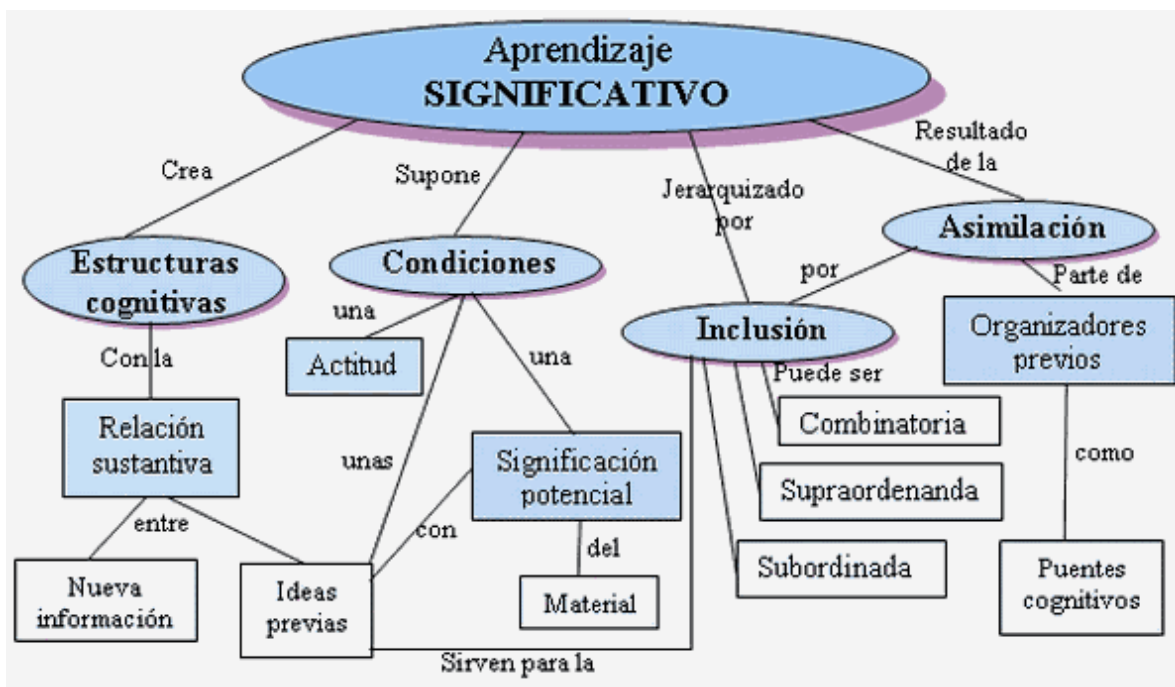 Aprendizaje
SIGNIFICATIVO
Crea
Supone
Jerarquizado
por
Resultado
de la
Estructuras
cognitivas
Condiciones
Asimilación
por
Parte de
Inclusión
Organizadores
previos
Con la
una
Actitud
una
Puede ser
Combinatoria
Relación
sustantiva
unas
Significación
potencial
como
Supraordenanda
entre
con
del
Subordinada
Nueva
información
Ideas
previas
Material
Puentes
cognitivos
Sirven para la